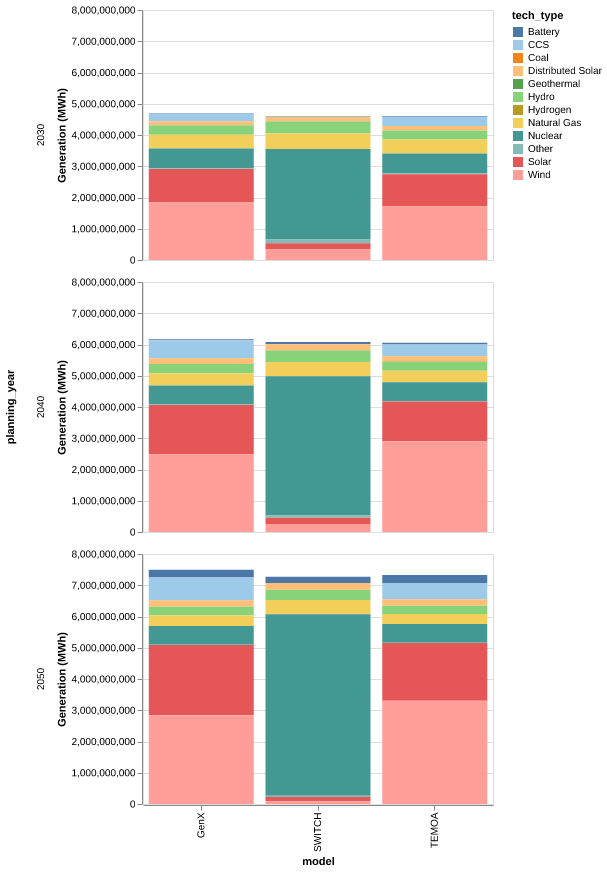 tech_type
Battery
CCS
Coal
Distributed Solar
Geothermal
Hydro
Hydrogen
Natural Gas
Nuclear
Other
Solar
Wind
planning_year
2030
Generation (MWh)
8,000,000,000
7,000,000,000
6,000,000,000
5,000,000,000
4,000,000,000
3,000,000,000
2,000,000,000
1,000,000,000
0
2040
Generation (MWh)
8,000,000,000
7,000,000,000
6,000,000,000
5,000,000,000
4,000,000,000
3,000,000,000
2,000,000,000
1,000,000,000
0
2050
Generation (MWh)
8,000,000,000
7,000,000,000
6,000,000,000
5,000,000,000
4,000,000,000
3,000,000,000
2,000,000,000
1,000,000,000
0
GenX
SWITCH
TEMOA
model